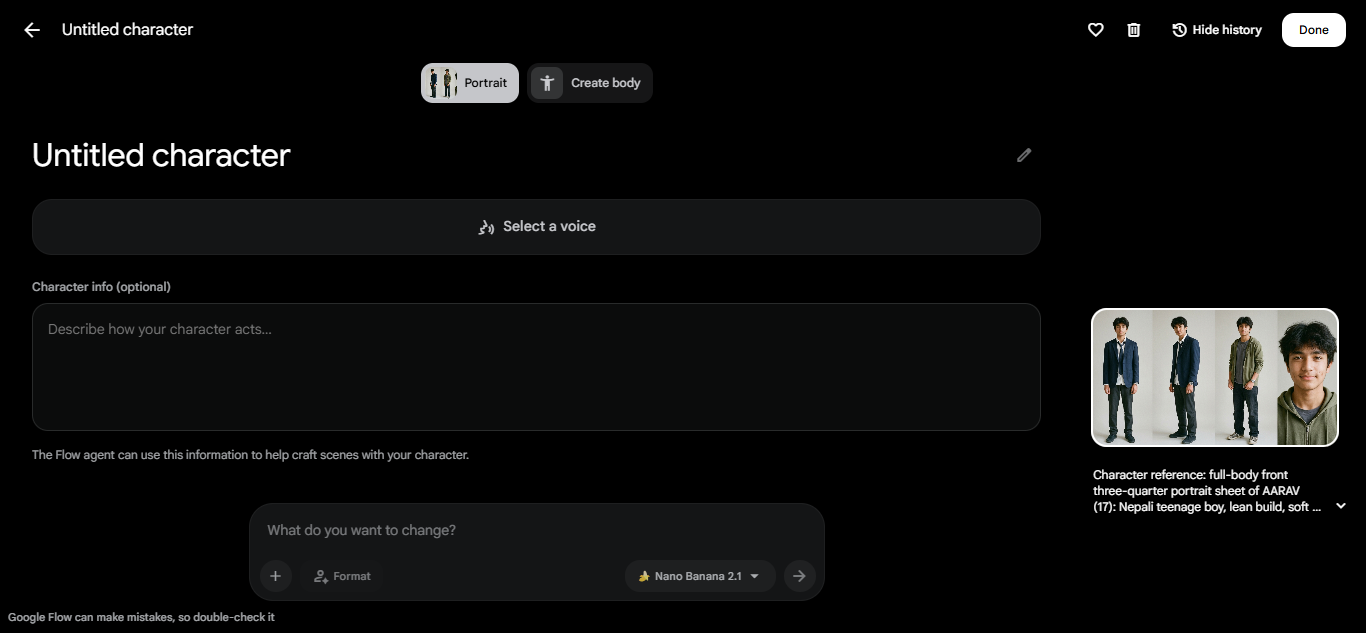 Untitled character
Hide history
Done
Portrait
Create body
Untitled character
Select a voice
Character info (optional)
Describe how your character acts...
The Flow agent can use this information to help craft scenes with your character.
Character reference: full-body front
three-quarter portrait sheet of AARAV
(17): Nepali teenage boy, lean build, soft ...
What do you want to change?
Format
Nano Banana 2.1
Google Flow can make mistakes, so double-check it